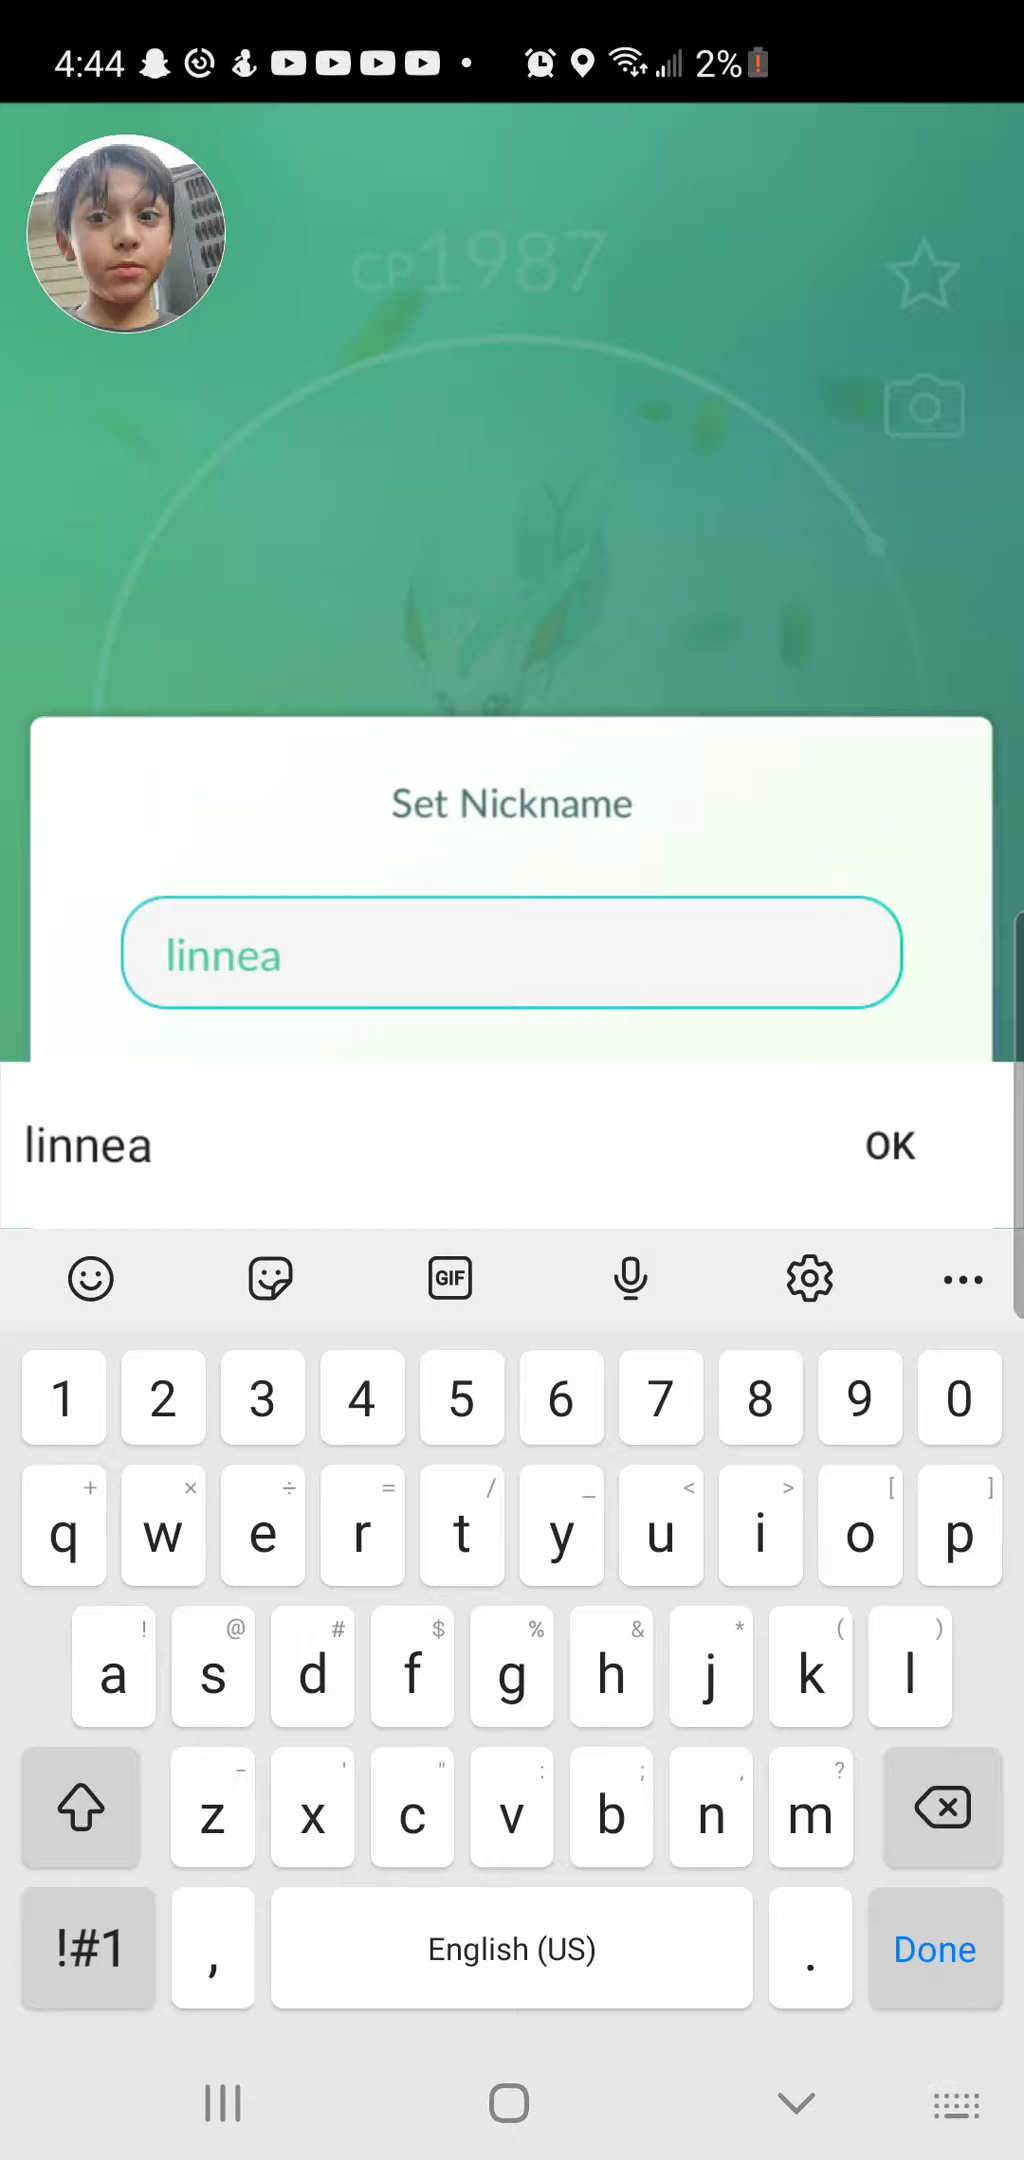 4:44 2%
CP1987
Set Nickname
linnea
linnea OK
GIF
1 2 3 4 5 6 7 8 9 0
+ × ÷ = / _ < > [ ]
q w e r t y u i o p
! @ # $ % & * ( )
a s d f g h j k l
- ' " : ; , ?
z x c v b n m
!#1 , English (US) . Done